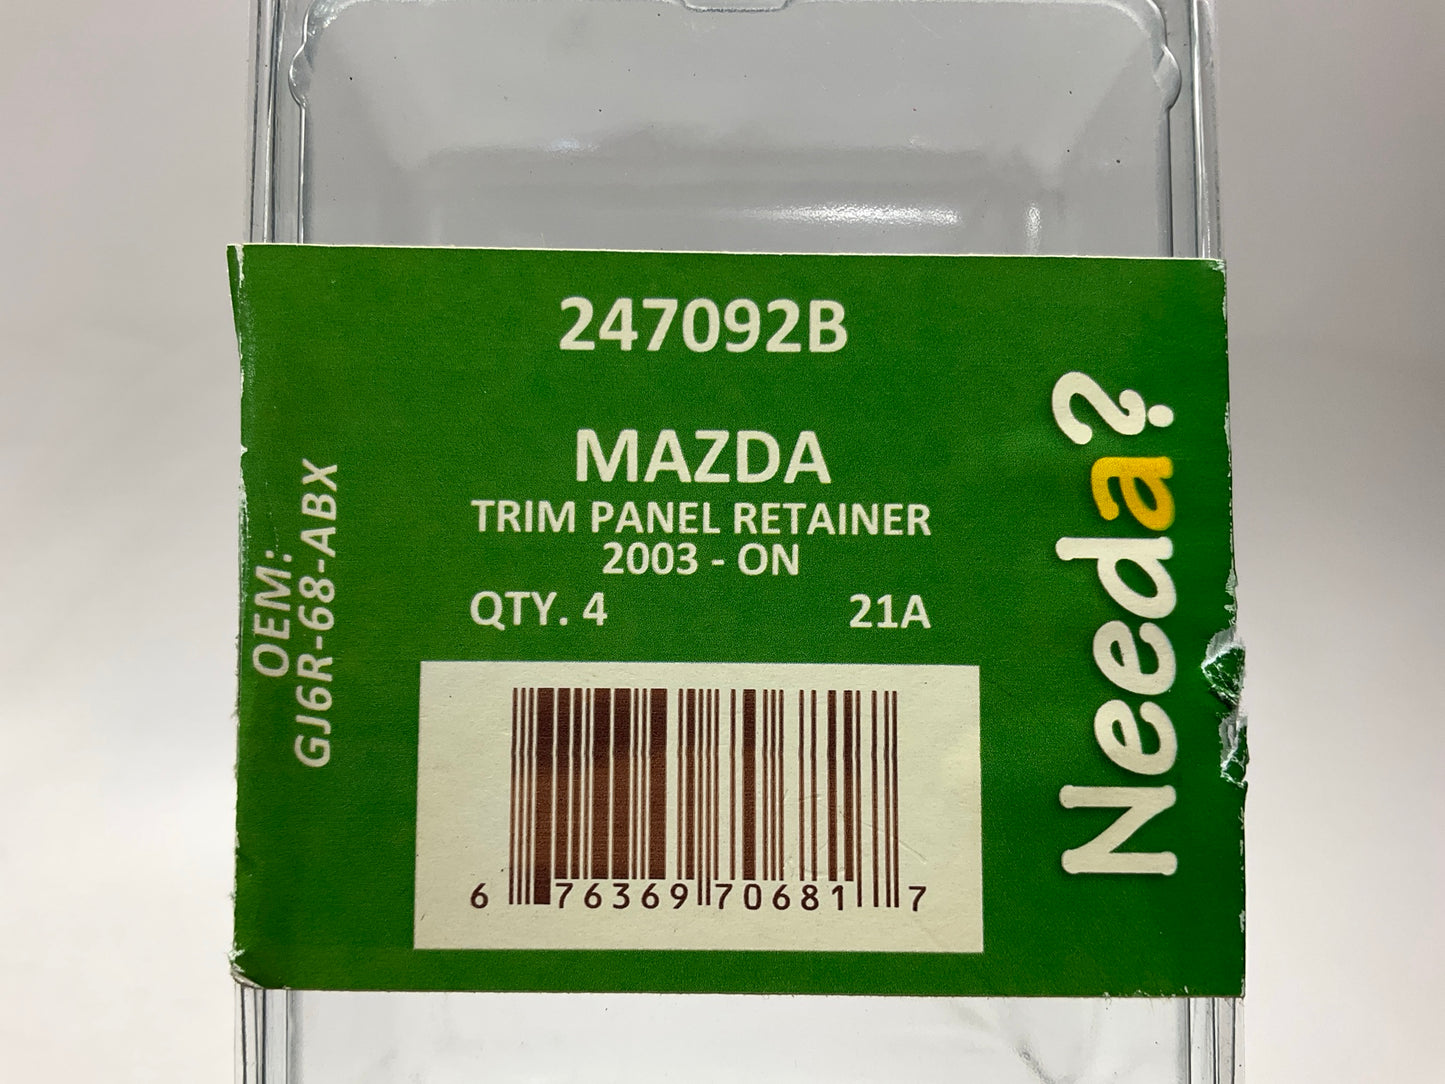 247092B
MAZDA
TRIM PANEL RETAINER
2003 - ON
QTY. 4 21A
OEM:
GJ6R-68-ABX
Needa?
6 76369 70681 7